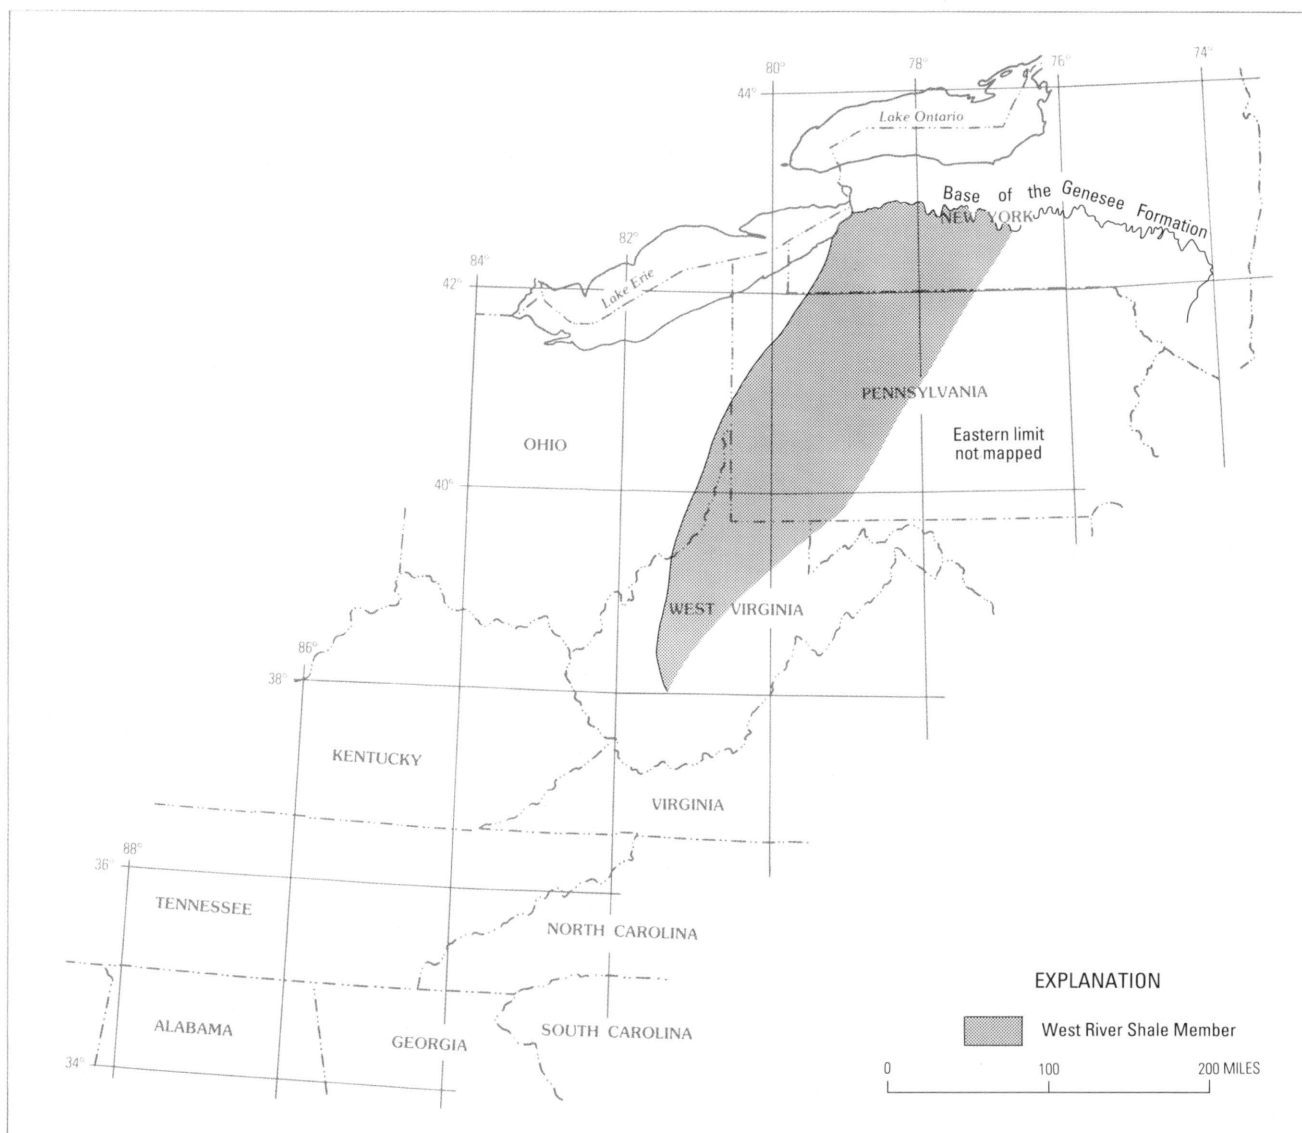 74°
76°
78°
80°
44°
Lake Ontario
Base of the Genesee Formation
NEW YORK
82°
84°
42°
Lake Erie
PENNSYLVANIA
Eastern limit
not mapped
OHIO
40°
WEST VIRGINIA
86°
38°
KENTUCKY
VIRGINIA
88°
36°
TENNESSEE
NORTH CAROLINA
EXPLANATION
West River Shale Member
ALABAMA
GEORGIA
SOUTH CAROLINA
34°
0 100 200 MILES